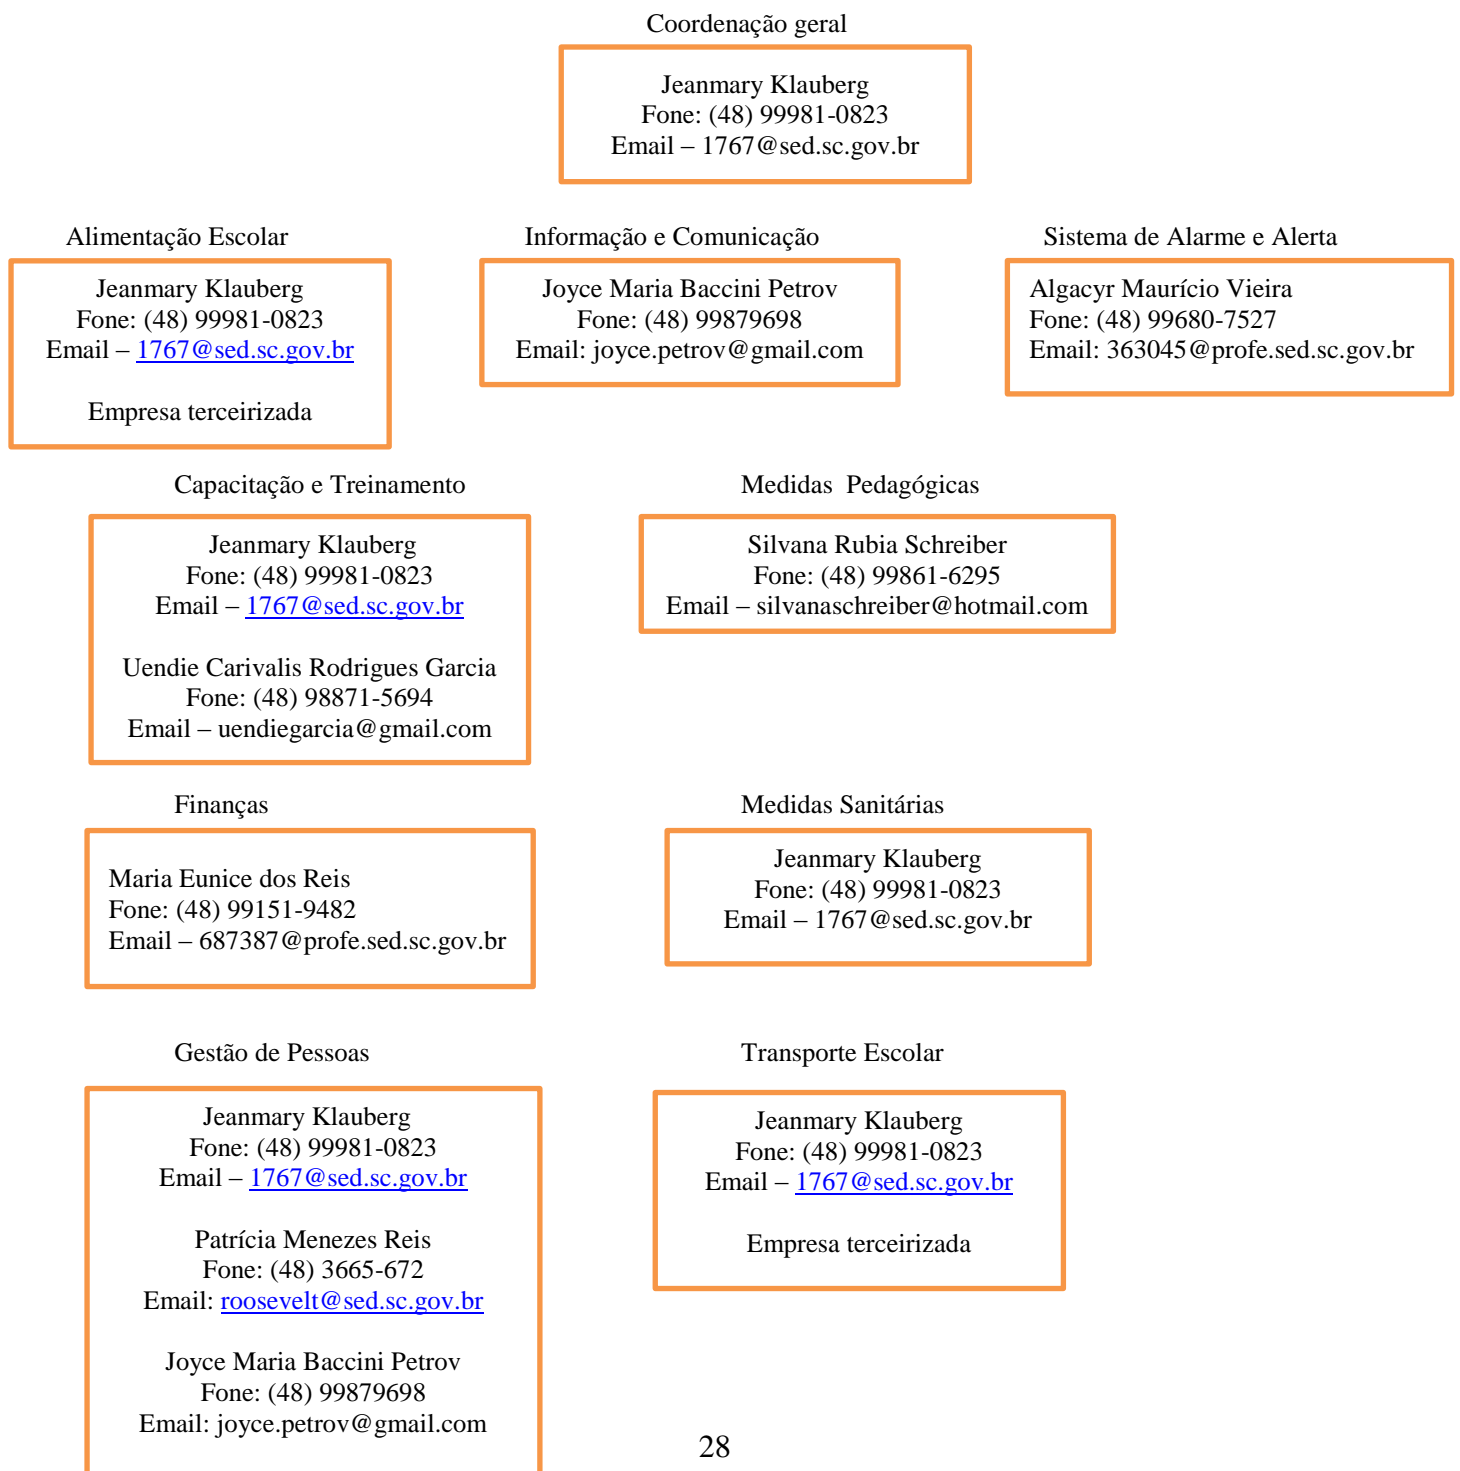 Coordenação geral
Jeanmary Klauberg
Fone: (48) 99981-0823
Email – 1767@sed.sc.gov.br
Alimentação Escolar
Jeanmary Klauberg
Fone: (48) 99981-0823
Email – 1767@sed.sc.gov.br
Empresa terceirizada
Informação e Comunicação
Joyce Maria Baccini Petrov
Fone: (48) 99879698
Email: joyce.petrov@gmail.com
Sistema de Alarme e Alerta
Algacyr Maurício Vieira
Fone: (48) 99680-7527
Email: 363045@profe.sed.sc.gov.br
Capacitação e Treinamento
Jeanmary Klauberg
Fone: (48) 99981-0823
Email – 1767@sed.sc.gov.br
Uendie Carivalis Rodrigues Garcia
Fone: (48) 98871-5694
Email – uendiegarcia@gmail.com
Medidas  Pedagógicas
Silvana Rubia Schreiber
Fone: (48) 99861-6295
Email – silvanaschreiber@hotmail.com
Finanças
Maria Eunice dos Reis
Fone: (48) 99151-9482
Email – 687387@profe.sed.sc.gov.br
Medidas Sanitárias
Jeanmary Klauberg
Fone: (48) 99981-0823
Email – 1767@sed.sc.gov.br
Gestão de Pessoas
Jeanmary Klauberg
Fone: (48) 99981-0823
Email – 1767@sed.sc.gov.br
Patrícia Menezes Reis
Fone: (48) 3665-672
Email: roosevelt@sed.sc.gov.br
Joyce Maria Baccini Petrov
Fone: (48) 99879698
Email: joyce.petrov@gmail.com
Transporte Escolar
Jeanmary Klauberg
Fone: (48) 99981-0823
Email – 1767@sed.sc.gov.br
Empresa terceirizada
28